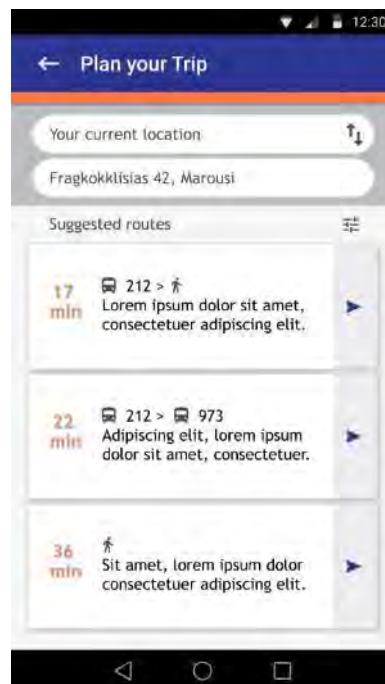 12:30
Plan your Trip
Your current location
Fragkokklisias 42, Marousi
Suggested routes
17 min
212 >
Lorem ipsum dolor sit amet,
consectetuer adipiscing elit.
22 min
212 > 973
Adipiscing elit, lorem ipsum
dolor sit amet, consectetuer.
36 min
Sit amet, lorem ipsum dolor
consectetuer adipiscing elit.